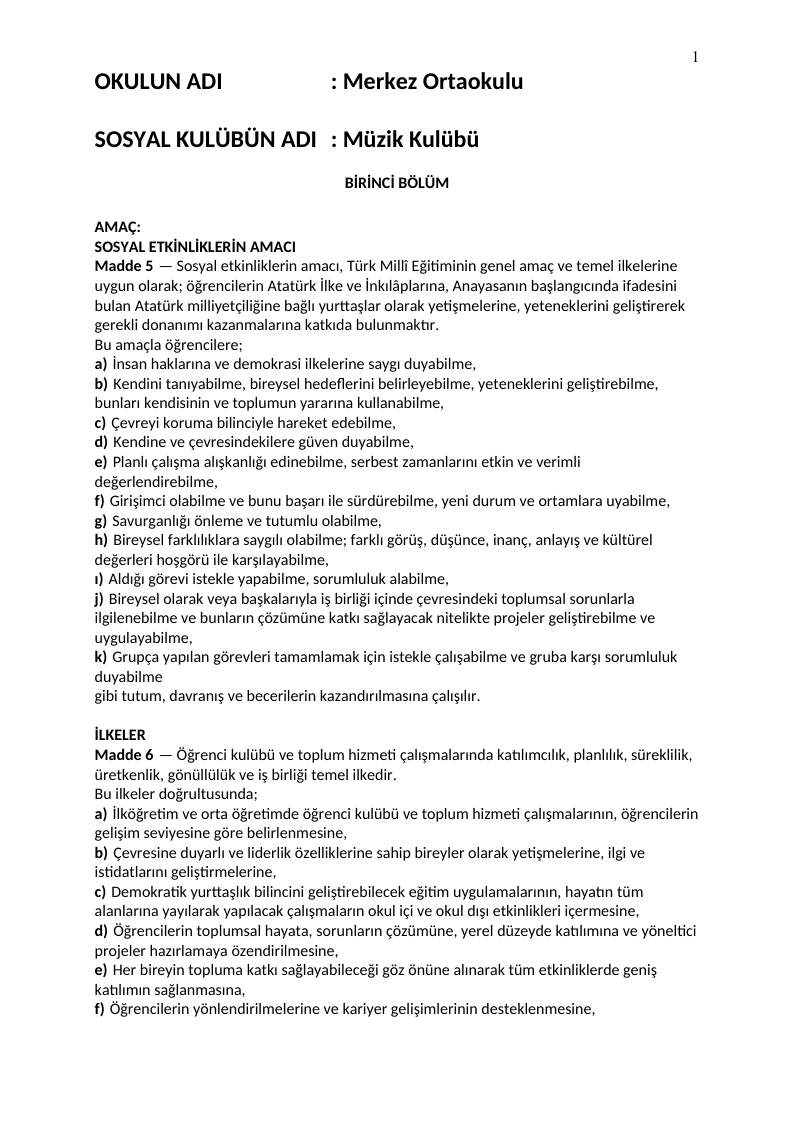 1
OKULUN ADI : Merkez Ortaokulu
SOSYAL KULÜBÜN ADI : Müzik Kulübü
BİRİNCİ BÖLÜM
AMAÇ:
SOSYAL ETKİNLİKLERİN AMACI
Madde 5 — Sosyal etkinliklerin amacı, Türk Millî Eğitiminin genel amaç ve temel ilkelerine
uygun olarak; öğrencilerin Atatürk İlke ve İnkılâplarına, Anayasanın başlangıcında ifadesini
bulan Atatürk milliyetçiliğine bağlı yurttaşlar olarak yetişmelerine, yeteneklerini geliştirerek
gerekli donanımı kazanmalarına katkıda bulunmaktır.
Bu amaçla öğrencilere;
a) İnsan haklarına ve demokrasi ilkelerine saygı duyabilme,
b) Kendini tanıyabilme, bireysel hedeflerini belirleyebilme, yeteneklerini geliştirebilme,
bunları kendisinin ve toplumun yararına kullanabilme,
c) Çevreyi koruma bilinciyle hareket edebilme,
d) Kendine ve çevresindekilere güven duyabilme,
e) Planlı çalışma alışkanlığı edinebilme, serbest zamanlarını etkin ve verimli
değerlendirebilme,
f) Girişimci olabilme ve bunu başarı ile sürdürebilme, yeni durum ve ortamlara uyabilme,
g) Savurganlığı önleme ve tutumlu olabilme,
h) Bireysel farklılıklara saygılı olabilme; farklı görüş, düşünce, inanç, anlayış ve kültürel
değerleri hoşgörü ile karşılayabilme,
ı) Aldığı görevi istekle yapabilme, sorumluluk alabilme,
j) Bireysel olarak veya başkalarıyla iş birliği içinde çevresindeki toplumsal sorunlarla
ilgilenebilme ve bunların çözümüne katkı sağlayacak nitelikte projeler geliştirebilme ve
uygulayabilme,
k) Grupça yapılan görevleri tamamlamak için istekle çalışabilme ve gruba karşı sorumluluk
duyabilme
gibi tutum, davranış ve becerilerin kazandırılmasına çalışılır.
İLKELER
Madde 6 — Öğrenci kulübü ve toplum hizmeti çalışmalarında katılımcılık, planlılık, süreklilik,
üretkenlik, gönüllülük ve iş birliği temel ilkedir.
Bu ilkeler doğrultusunda;
a) İlköğretim ve orta öğretimde öğrenci kulübü ve toplum hizmeti çalışmalarının, öğrencilerin
gelişim seviyesine göre belirlenmesine,
b) Çevresine duyarlı ve liderlik özelliklerine sahip bireyler olarak yetişmelerine, ilgi ve
istidatlarını geliştirmelerine,
c) Demokratik yurttaşlık bilincini geliştirebilecek eğitim uygulamalarının, hayatın tüm
alanlarına yayılarak yapılacak çalışmaların okul içi ve okul dışı etkinlikleri içermesine,
d) Öğrencilerin toplumsal hayata, sorunların çözümüne, yerel düzeyde katılımına ve yöneltici
projeler hazırlamaya özendirilmesine,
e) Her bireyin topluma katkı sağlayabileceği göz önüne alınarak tüm etkinliklerde geniş
katılımın sağlanmasına,
f) Öğrencilerin yönlendirilmelerine ve kariyer gelişimlerinin desteklenmesine,